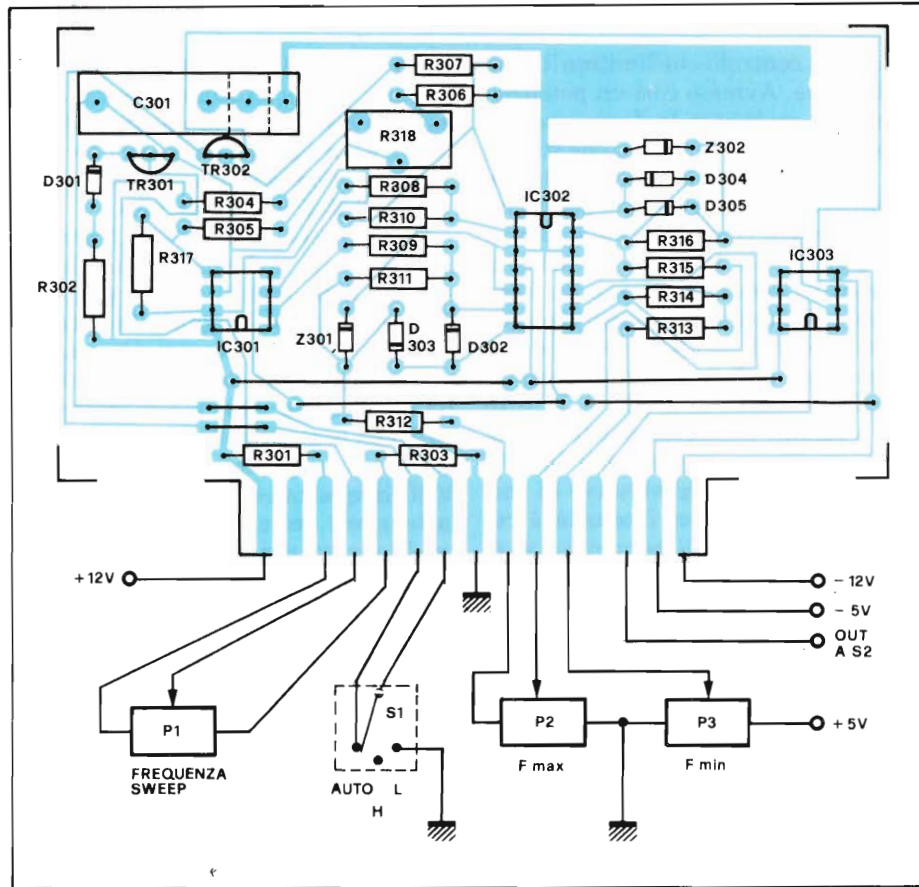 R307
R306
C301
R318
Z302
D301
TR301
TR302
D304
R308
IC302
R304
D305
R310
R305
R316
R317
R309
IC303
R302
R315
R311
R314
R313
IC301
Z301
D
303
D302
R312
R301
R303
+12V
- 12V
- 5V
OUT
A S2
S1
P1
P2
P3
+ 5V
FREQUENZA
SWEEP
AUTO
L
H
F max
F min